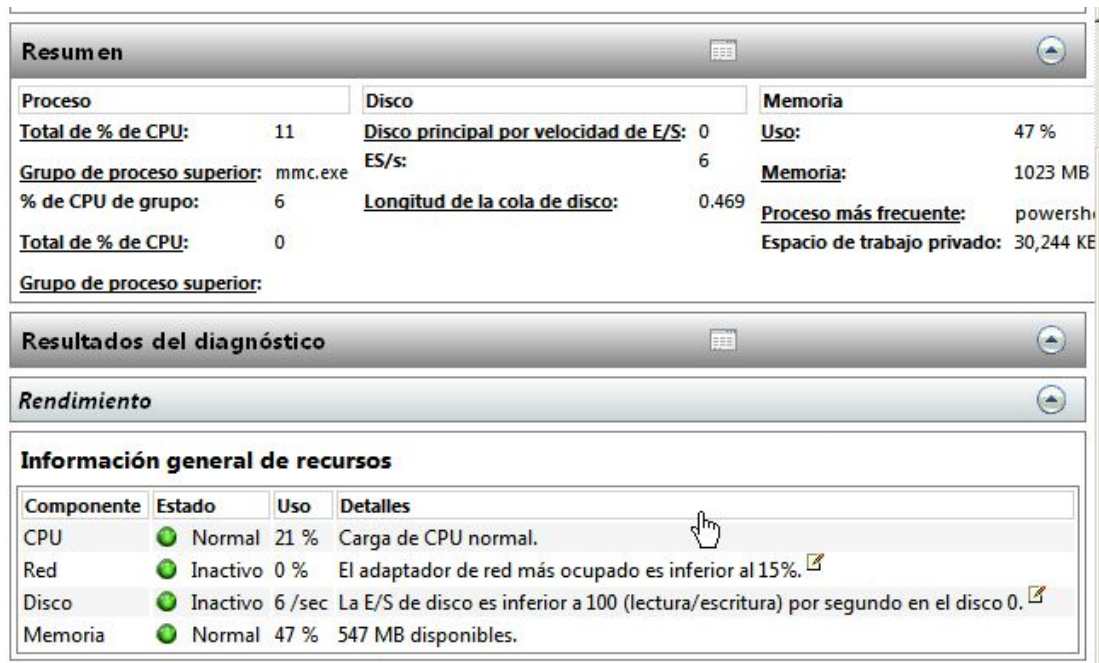 Resumen
Proceso Disco Memoria
Total de % de CPU: 11 Disco principal por velocidad de E/S: 0 Uso: 47 %
Grupo de proceso superior: mmc.exe ES/s: 6 Memoria: 1023 MB
% de CPU de grupo: 6 Longitud de la cola de disco: 0.469 Proceso más frecuente:
Total de % de CPU: 0 Espacio de trabajo privado: 30,244
Grupo de proceso superior:
Resultados del diagnóstico
Rendimiento
Información general de recursos
Componente Estado Uso Detalles
CPU Normal 21 % Carga de CPU normal.
Red Inactivo 0 % El adaptador de red más ocupado es inferior al 15%.
Disco Inactivo 6 /sec La E/S de disco es inferior a 100 (lectura/escritura) por segundo en el disco 0.
Memoria Normal 47 % 547 MB disponibles.